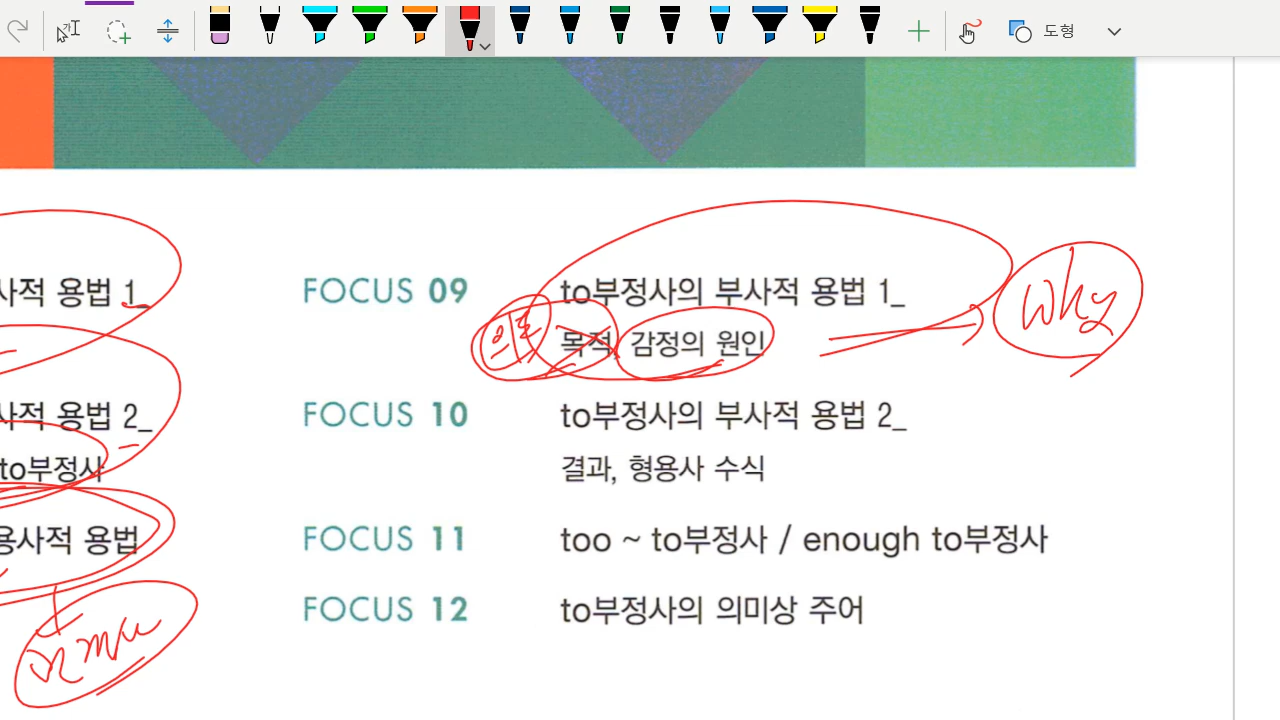 도형
사적 용법 1_
사적 용법 2_
to부정사
용사적 용법
FOCUS 09 to부정사의 부사적 용법 1_
의도 목적, 감정의 원인
Why
FOCUS 10 to부정사의 부사적 용법 2_
결과, 형용사 수식
FOCUS 11 too ~ to부정사 / enough to부정사
FOCUS 12 to부정사의 의미상 주어